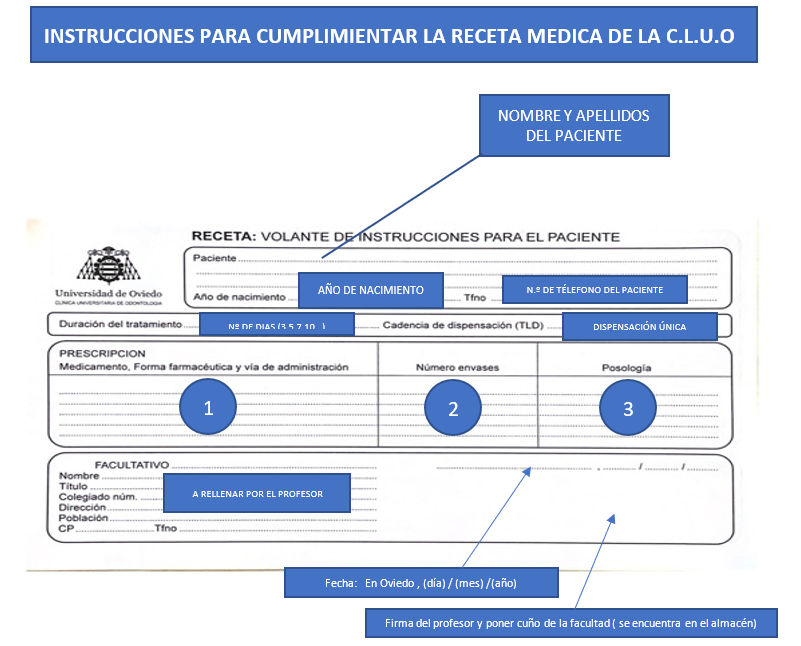 INSTRUCCIONES PARA CUMPLIMIENTAR LA RECETA MEDICA DE LA C.L.U.O
NOMBRE Y APELLIDOS
DEL PACIENTE
RECETA: VOLANTE DE INSTRUCCIONES PARA EL PACIENTE
Universidad de Oviedo
CLÍNICA UNIVERSITARIA DE ODONTOLOGÍA
Paciente
Año de nacimiento AÑO DE NACIMIENTO Tfno N.º DE TÉLEFONO DEL PACIENTE
Duración del tratamiento Nº DE DIAS (3,5,7,10..) Cadencia de dispensación (TLD) DISPENSACIÓN ÚNICA
PRESCRIPCION
Medicamento, Forma farmacéutica y vía de administración Número envases Posología
1 2 3
FACULTATIVO , / /
Nombre
Título
Colegiado núm. A RELLENAR POR EL PROFESOR
Dirección
Población
CP Tfno
Fecha: En Oviedo , (día) / (mes) /(año)
Firma del profesor y poner cuño de la facultad ( se encuentra en el almacén)